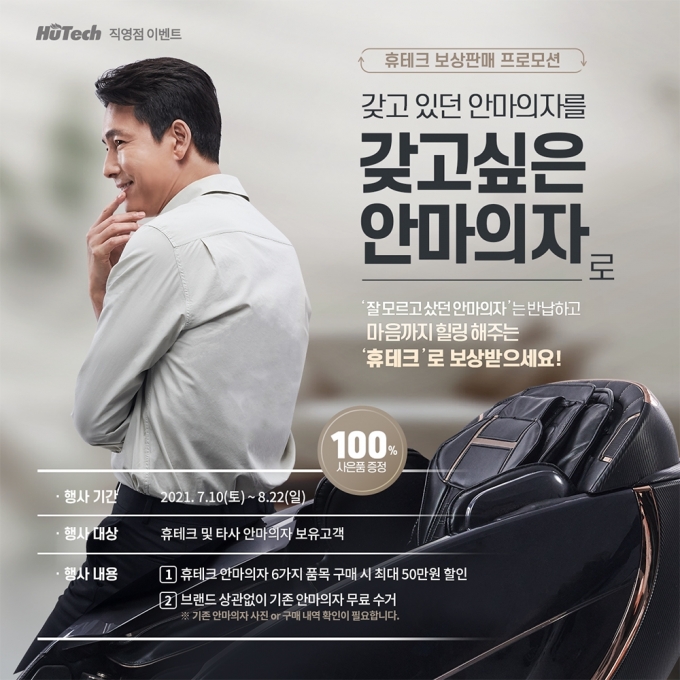 HüTech 직영점 이벤트
휴테크 보상판매 프로모션
갖고 있던 안마의자를
갖고싶은
안마의자로
'잘 모르고 샀던 안마의자'는 반납하고
마음까지 힐링 해주는
'휴테크'로 보상받으세요!
100%
사은품 증정
· 행사 기간 2021. 7.10(토) ~ 8.22(일)
· 행사 대상 휴테크 및 타사 안마의자 보유고객
· 행사 내용 1 휴테크 안마의자 6가지 품목 구매 시 최대 50만원 할인
2 브랜드 상관없이 기존 안마의자 무료 수거
※ 기존 안마의자 사진 or 구매 내역 확인이 필요합니다.